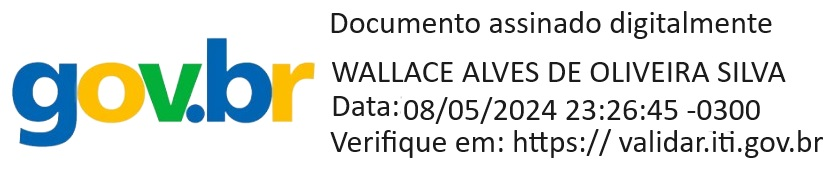 gov.br
Documento assinado digitalmente
WALLACE ALVES DE OLIVEIRA SILVA
Data: 08/05/2024 23:26:45 -0300
Verifique em: https:// validar.iti.gov.br